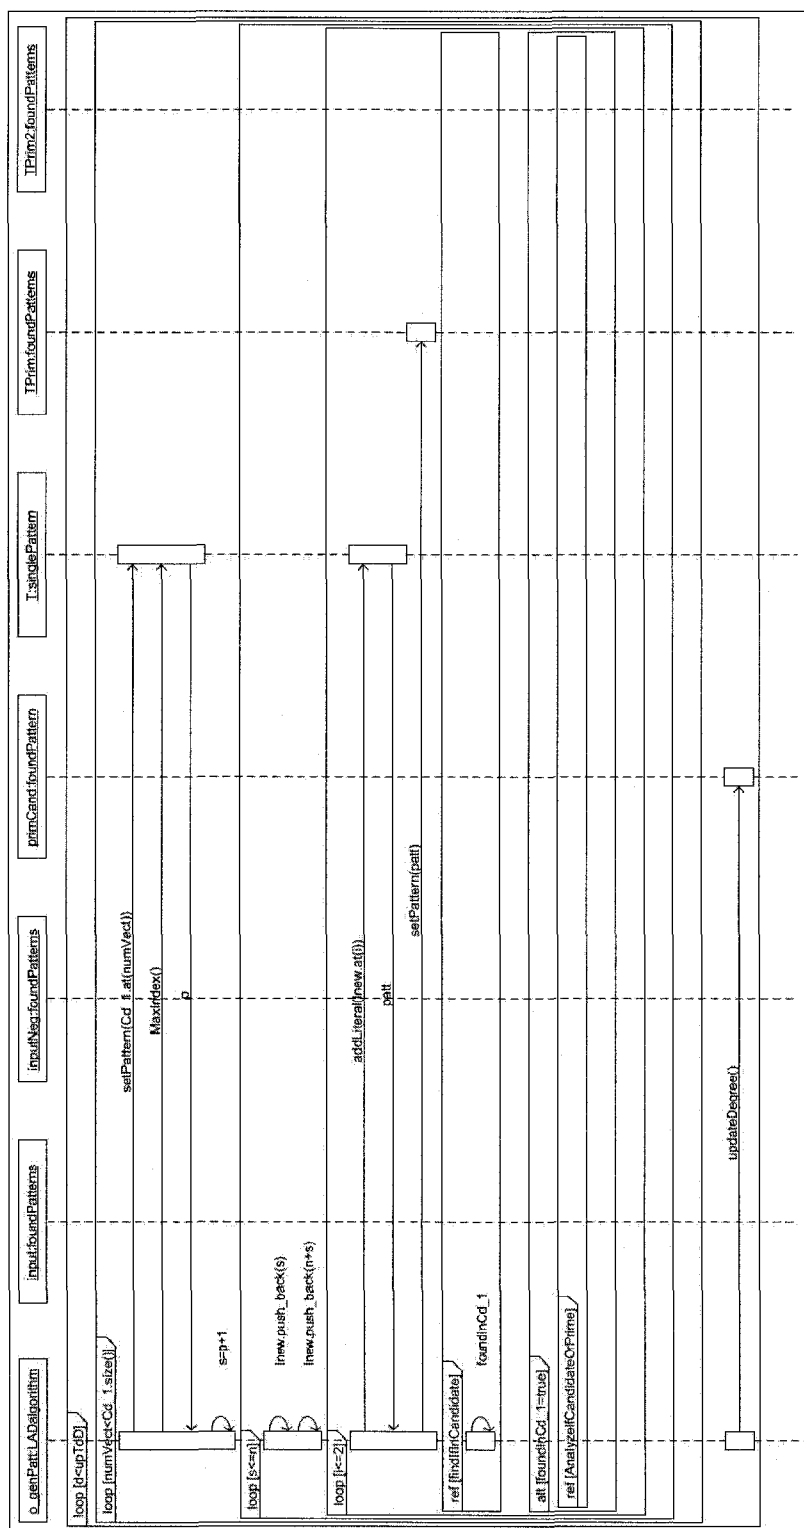 o_genPatt:LADalgorithm
input:foundPatterns
inputNeg:foundPatterns
primCand:foundPattern
T:singlePattern
TPrim:foundPatterns
TPrim2:foundPatterns
loop [d<upToD]
loop [numVect<Cd_1.size()]
setPattern(Cd_1.at(numVect))
MaxIndex()
p
s=p+1
loop [s<=n]
lnew.push_back(s)
lnew.push_back(n+s)
loop [i<=2]
addLiteral(lnew.at(i))
patt
setPattern(patt)
ref [findIfInCandidate]
foundInCd_1
alt [foundInCd_1=true]
ref [AnalyzeIfCandidateOrPrime]
updateDegree()